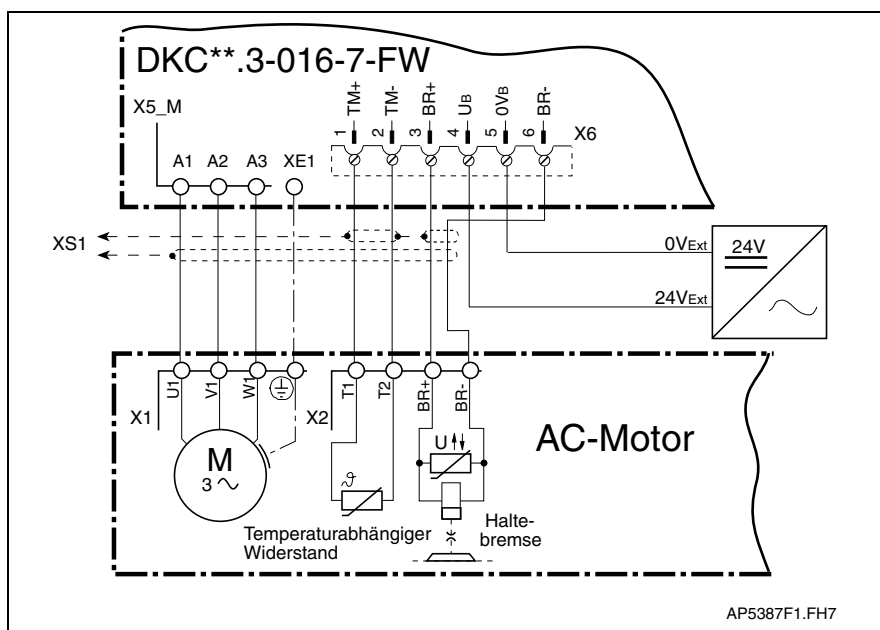 DKC**.3-016-7-FW
X5_M
TM+ TM- BR+ UB 0VB BR-
1 2 3 4 5 6 X6
A1 A2 A3 XE1
XS1
0VExt 24V
24VExt
U1 V1 W1 T1 T2 BR+ BR-
X1 X2
AC-Motor
U
M
3
ϑ
Temperaturabhängiger
Widerstand
Halte-
bremse
AP5387F1.FH7